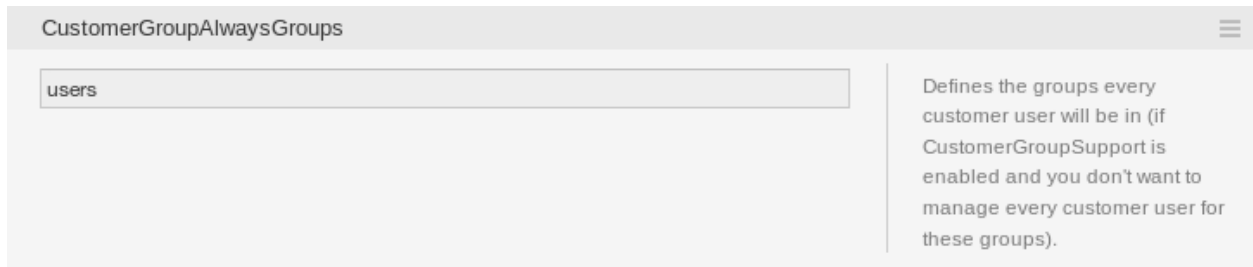 CustomerGroupAlwaysGroups
users
Defines the groups every
customer user will be in (if
CustomerGroupSupport is
enabled and you don't want to
manage every customer user for
these groups).